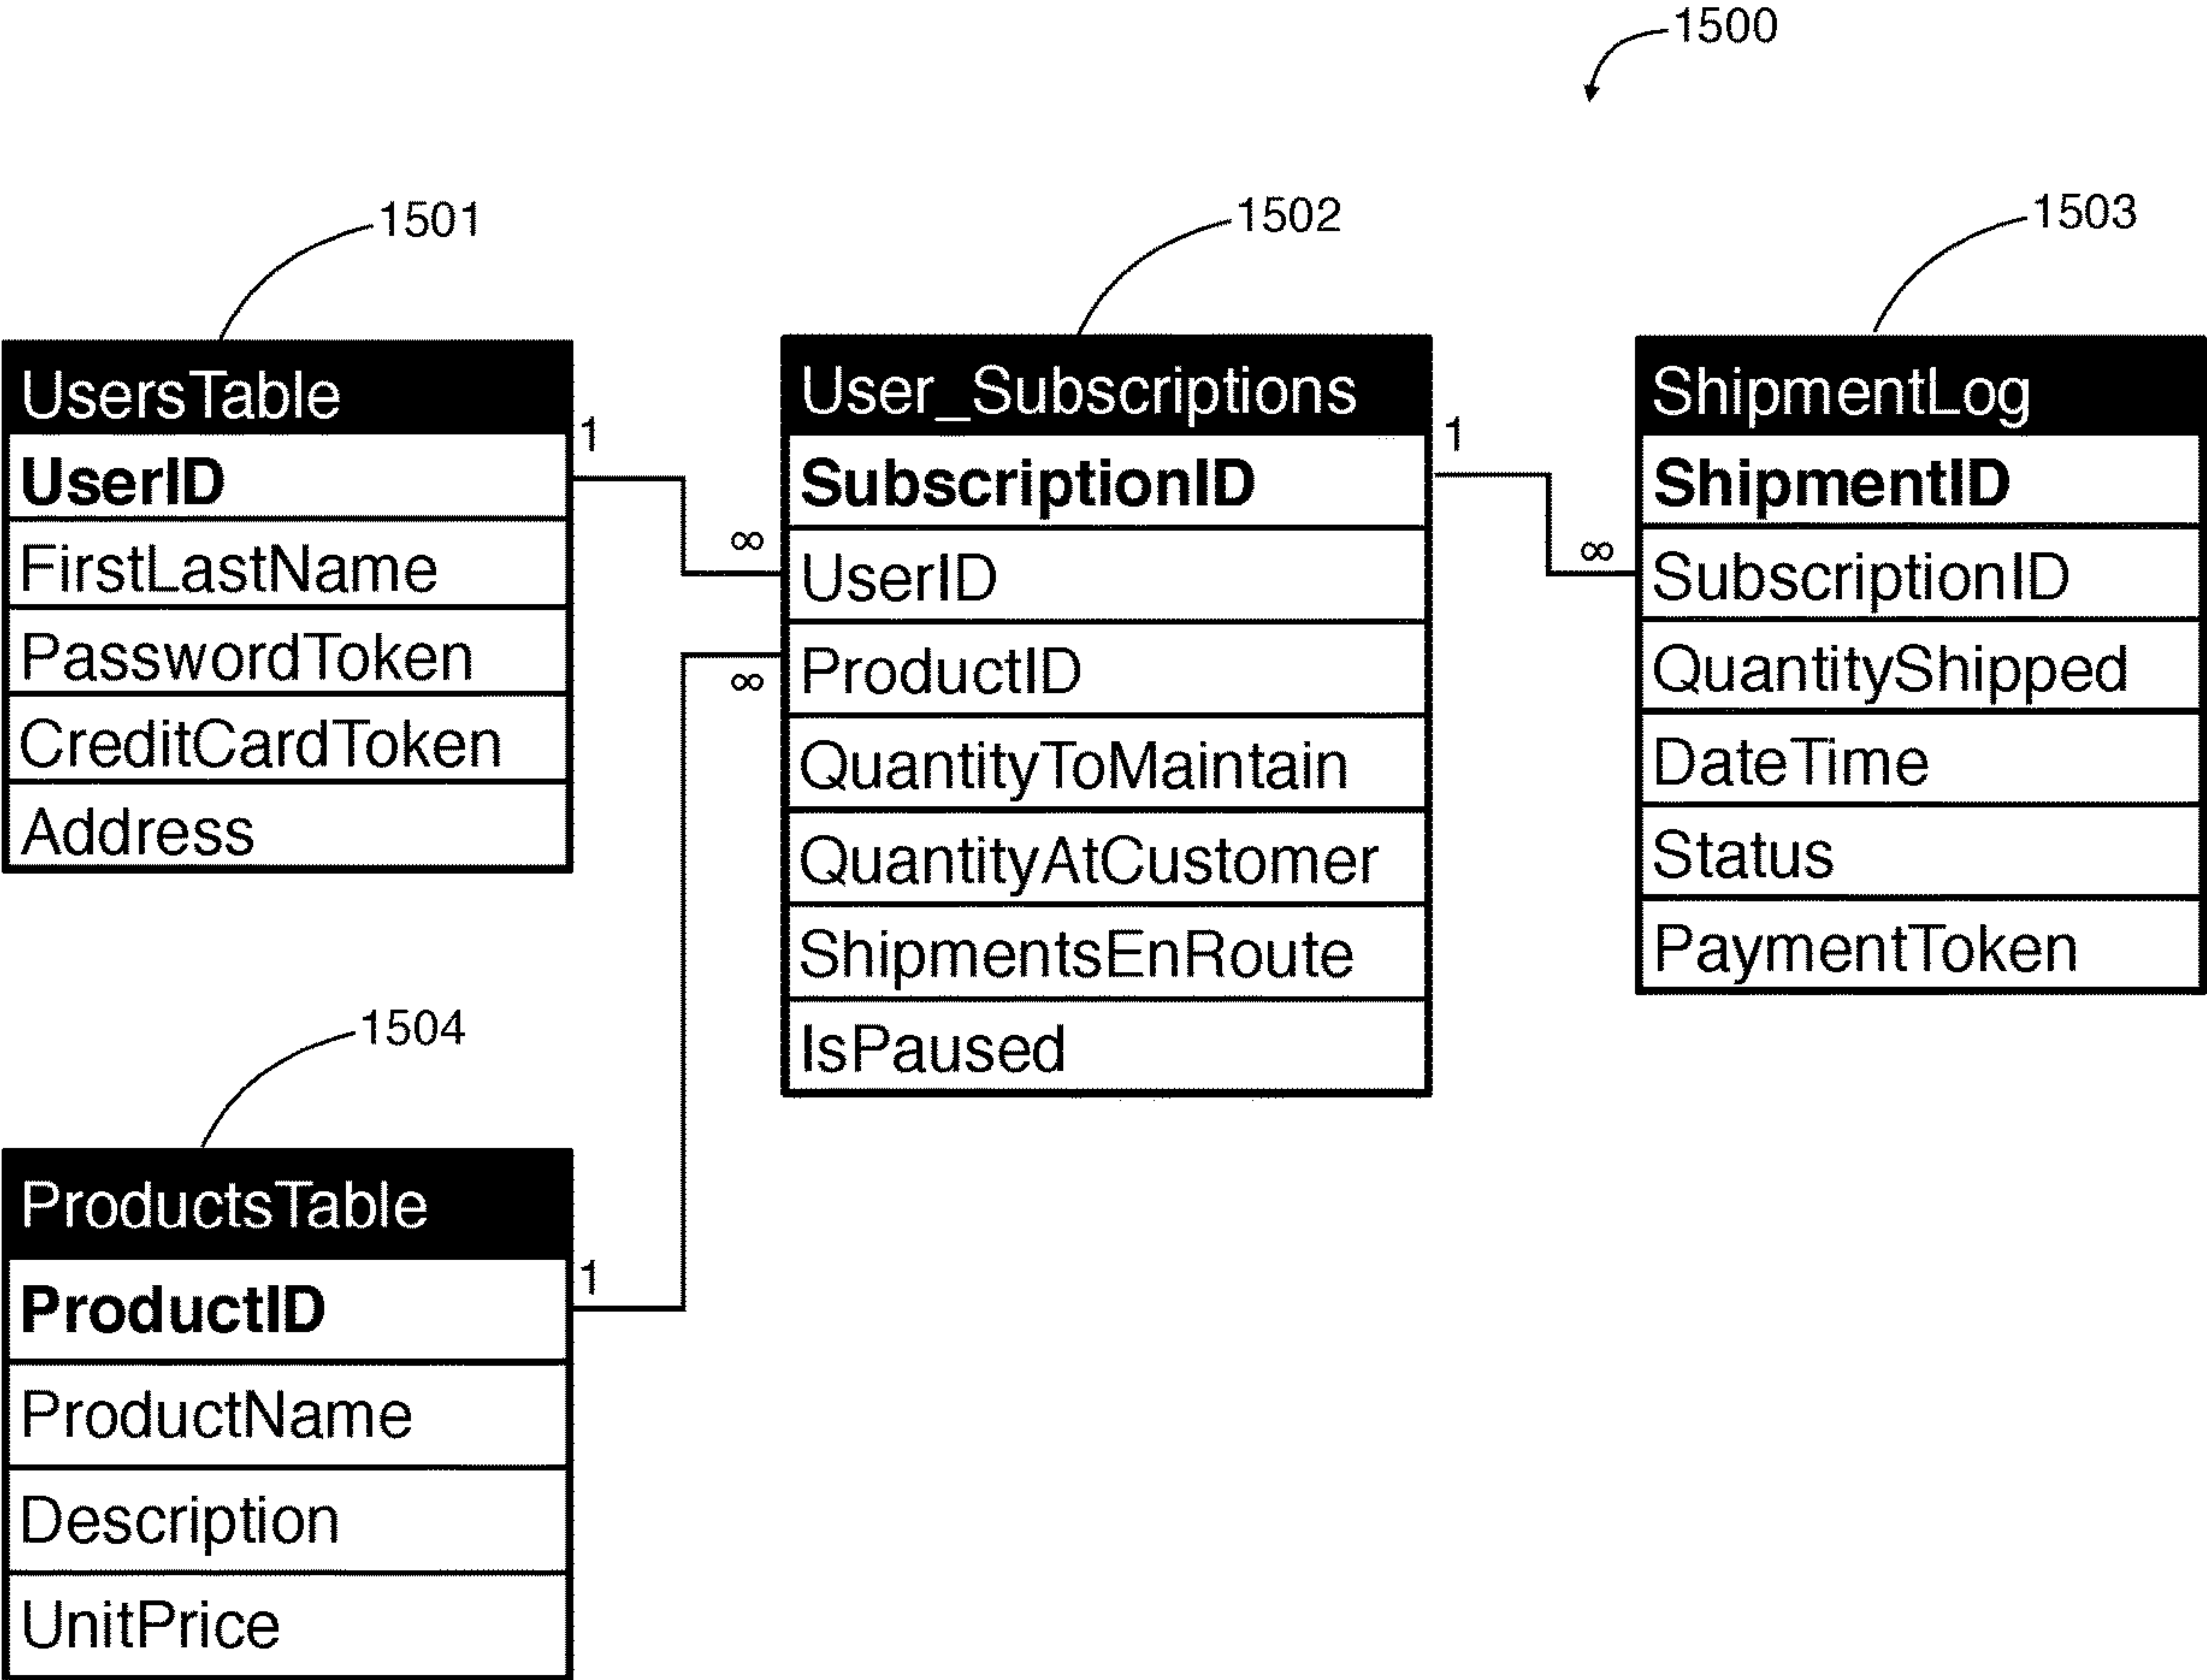 1500
1501
1502
1503
UsersTable
UserID
FirstLastName
PasswordToken
CreditCardToken
Address
1
∞
User_Subscriptions
SubscriptionID
UserID
ProductID
QuantityToMaintain
QuantityAtCustomer
ShipmentsEnRoute
IsPaused
1
∞
ShipmentLog
ShipmentID
SubscriptionID
QuantityShipped
DateTime
Status
PaymentToken
∞
1504
ProductsTable
ProductID
ProductName
Description
UnitPrice
1